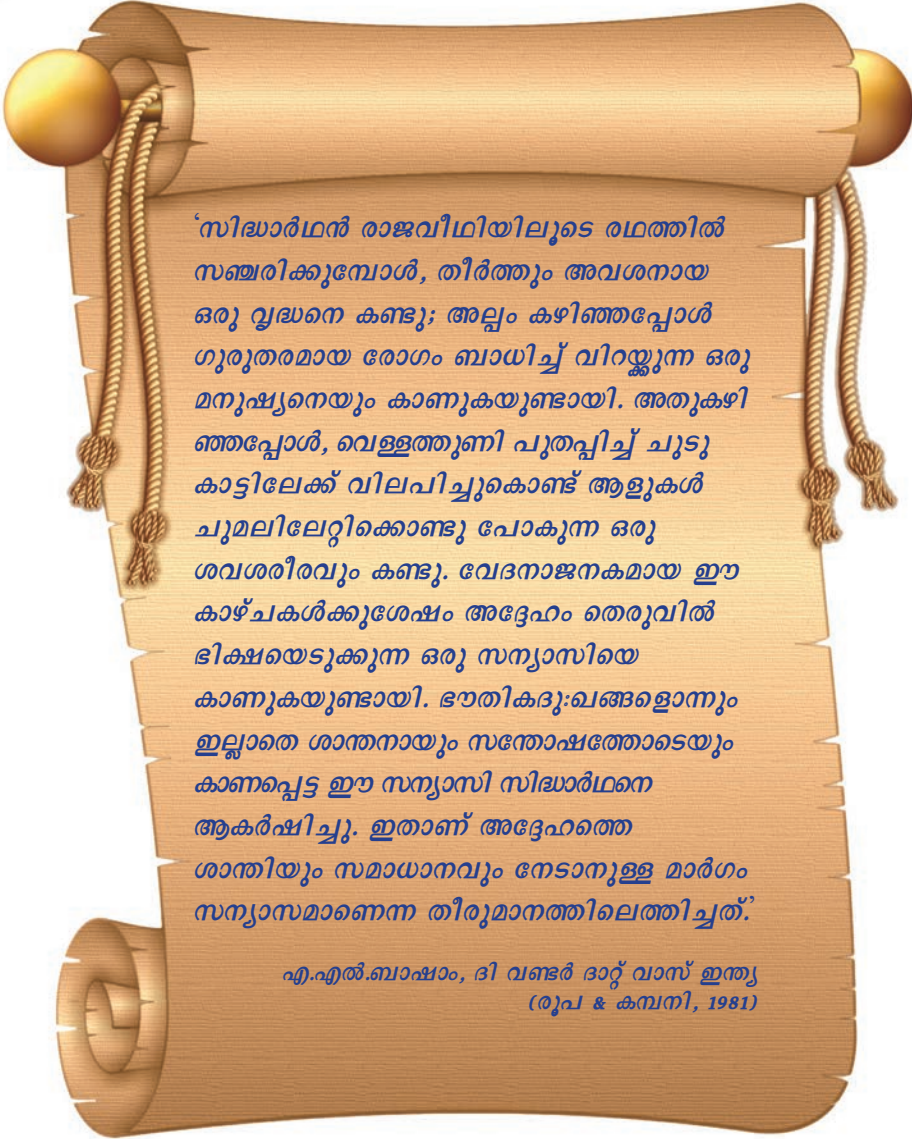 ‘സിദ്ധാർഥൻ രാജവീഥിയിലൂടെ രഥത്തിൽ
സഞ്ചരിക്കുമ്പോൾ, തീർത്തും അവശനായ
ഒരു വൃദ്ധനെ കണ്ടു; അല്പം കഴിഞ്ഞപ്പോൾ
ഗുരുതരമായ രോഗം ബാധിച്ച് വിറയ്ക്കുന്ന ഒരു
മനുഷ്യനെയും കാണുകയുണ്ടായി. അതുകഴി
ഞ്ഞപ്പോൾ, വെള്ളത്തുണി പുതപ്പിച്ച് ചുടു
കാട്ടിലേക്ക് വിലപിച്ചുകൊണ്ട് ആളുകൾ
ചുമലിലേറ്റിക്കൊണ്ടു പോകുന്ന ഒരു
ശവശരീരവും കണ്ടു. വേദനാജനകമായ ഈ
കാഴ്ചകൾക്കുശേഷം അദ്ദേഹം തെരുവിൽ
ഭിക്ഷയെടുക്കുന്ന ഒരു സന്യാസിയെ
കാണുകയുണ്ടായി. ഭൗതികദുഃഖങ്ങളൊന്നും
ഇല്ലാതെ ശാന്തനായും സന്തോഷത്തോടെയും
കാണപ്പെട്ട ഈ സന്യാസി സിദ്ധാർഥനെ
ആകർഷിച്ചു. ഇതാണ് അദ്ദേഹത്തെ
ശാന്തിയും സമാധാനവും നേടാനുള്ള മാർഗം
സന്യാസമാണെന്ന തീരുമാനത്തിലെത്തിച്ചത്.’
എ.എൽ.ബാഷാം, ദി വണ്ടർ ദാറ്റ് വാസ് ഇന്ത്യ
(രൂപ & കമ്പനി, 1981)